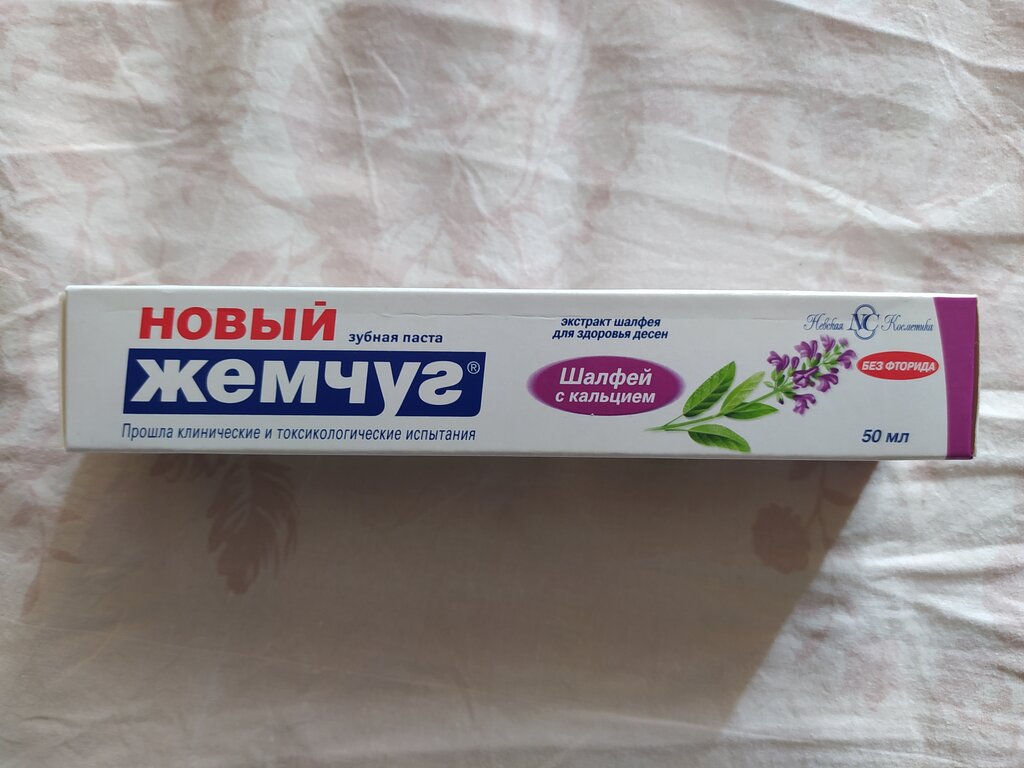 НОВЫЙ
зубная паста
жемчуг®
Прошла клинические и токсикологические испытания
экстракт шалфея
для здоровья десен
Шалфей
с кальцием
Невская NC Косметика
БЕЗ ФТОРИДА
50 мл